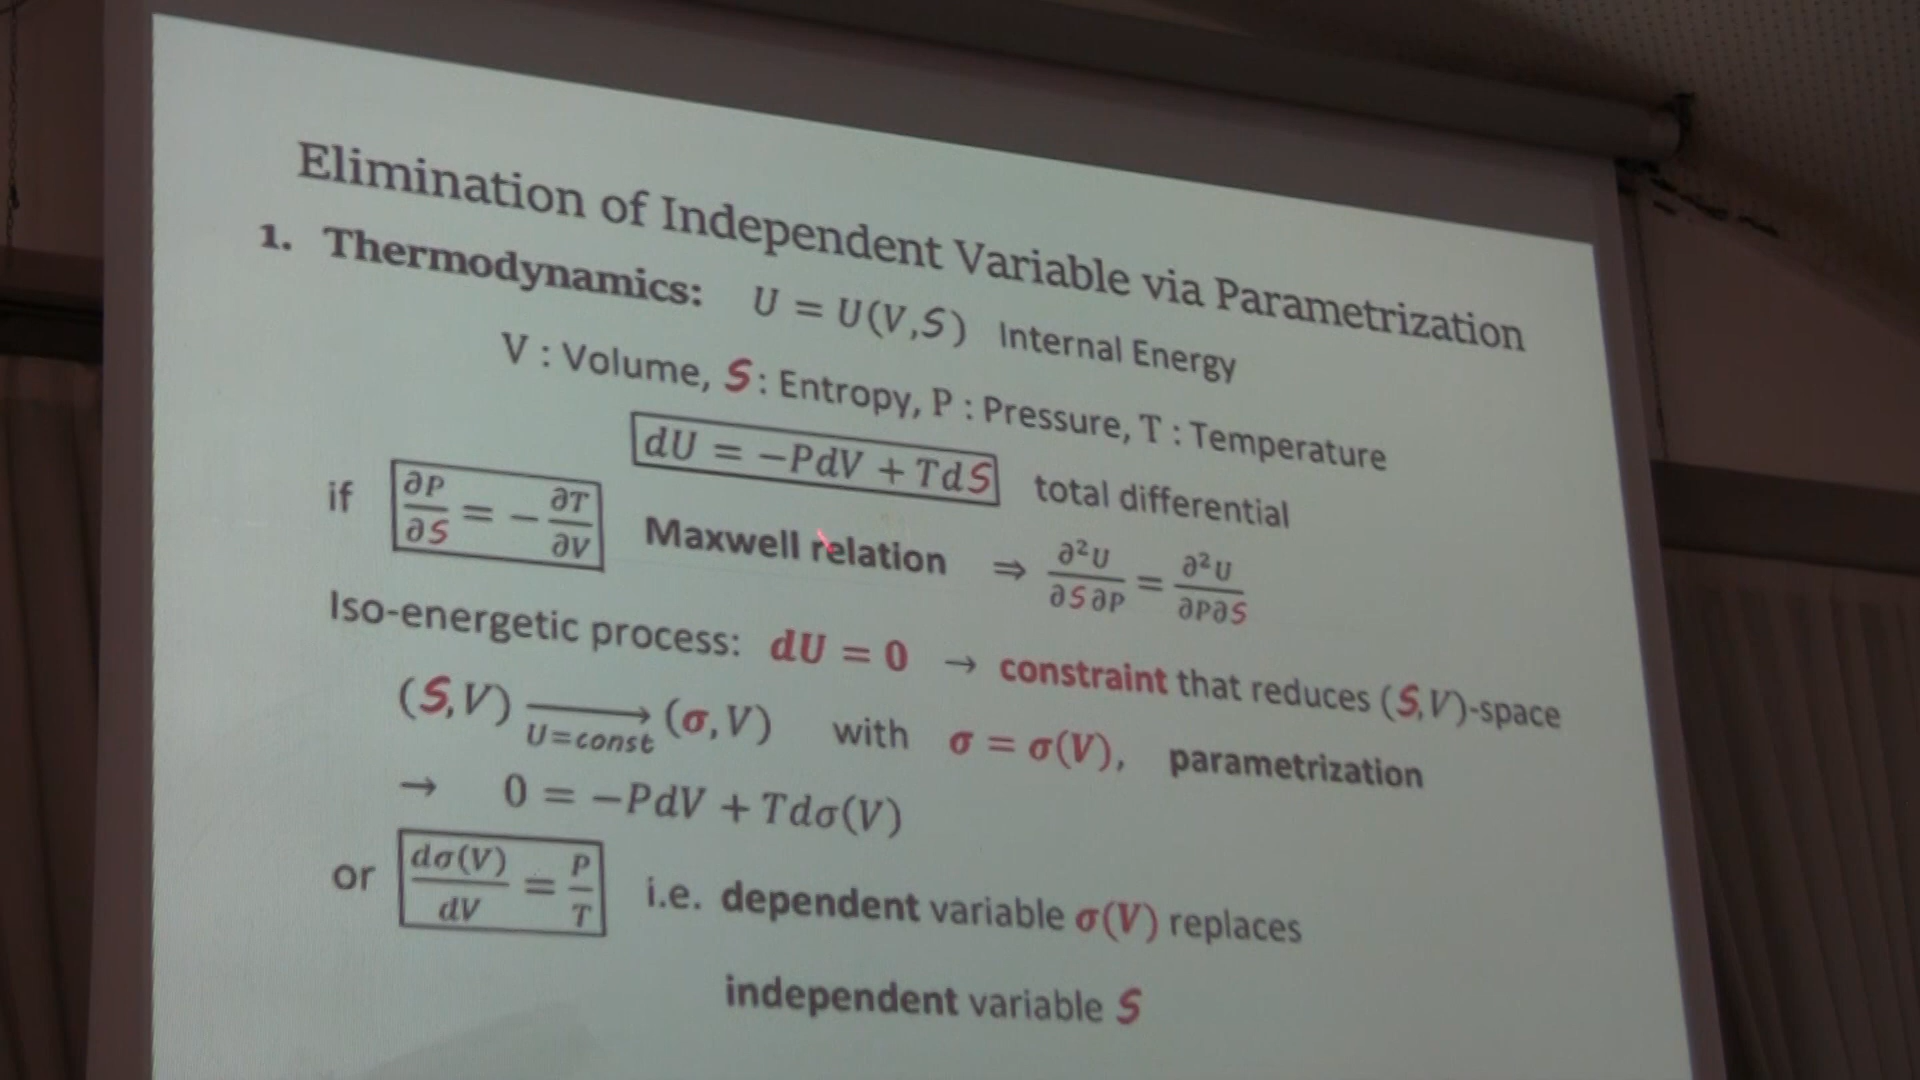 Elimination of Independent Variable via Parametrization
1. Thermodynamics: U = U(V,S) Internal Energy
V : Volume, S : Entropy, P : Pressure, T : Temperature
dU = −PdV + TdS total differential
if ∂P/∂S = − ∂T/∂V Maxwell relation ⇒ ∂²U/∂S∂P = ∂²U/∂P∂S
Iso-energetic process: dU = 0 → constraint that reduces (S,V)-space
(S,V) ⟶ U=const (σ,V) with σ = σ(V), parametrization
→ 0 = −PdV + Tdσ(V)
or dσ(V)/dV = P/T i.e. dependent variable σ(V) replaces
independent variable S